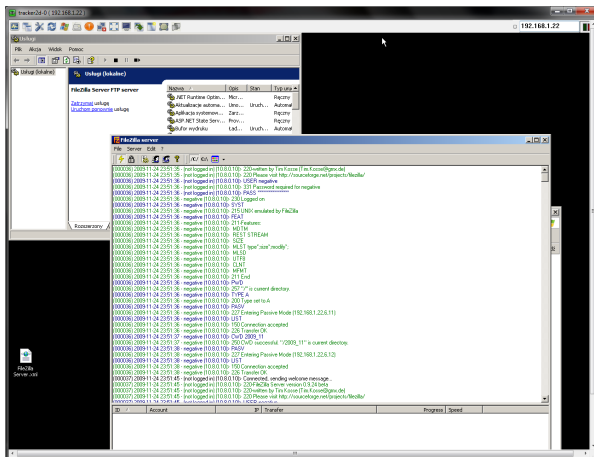 tracker2d-0 ( 192.168.1.22 )
192.168.1.22
Usługi
Plik Akcja Widok Pomoc
Usługi (lokalne)
Usługi (lokalne)
FileZilla Server FTP server
Zatrzymaj usługę
Uruchom ponownie usługę
Nazwa Opis Stan Typ uru
.NET Runtime Optim... Micr... Ręczny
Aktualizacje automa... Umo... Uruch... Automat
Aplikacja systemow... Zarz... Ręczny
ASP.NET State Serv... Prov... Ręczny
Bufor wydruku Ład... Uruch... Automat
Rozszerzony
FileZilla server
File Server Edit ?
/C/ C:\
(000036) 2009-11-24 23:51:35 - (not logged in) (10.8.0.10)> 220-written by Tim Kosse (Tim.Kosse@gmx.de)
(000036) 2009-11-24 23:51:35 - (not logged in) (10.8.0.10)> 220 Please visit http://sourceforge.net/projects/filezilla/
(000036) 2009-11-24 23:51:36 - (not logged in) (10.8.0.10)> USER negative
(000036) 2009-11-24 23:51:36 - (not logged in) (10.8.0.10)> 331 Password required for negative
(000036) 2009-11-24 23:51:36 - (not logged in) (10.8.0.10)> PASS
(000036) 2009-11-24 23:51:36 - negative (10.8.0.10)> 230 Logged on
(000036) 2009-11-24 23:51:36 - negative (10.8.0.10)> SYST
(000036) 2009-11-24 23:51:36 - negative (10.8.0.10)> 215 UNIX emulated by FileZilla
(000036) 2009-11-24 23:51:36 - negative (10.8.0.10)> FEAT
(000036) 2009-11-24 23:51:36 - negative (10.8.0.10)> 211-Features:
(000036) 2009-11-24 23:51:36 - negative (10.8.0.10)> MDTM
(000036) 2009-11-24 23:51:36 - negative (10.8.0.10)> REST STREAM
(000036) 2009-11-24 23:51:36 - negative (10.8.0.10)> SIZE
(000036) 2009-11-24 23:51:36 - negative (10.8.0.10)> MLST type*;size*;modify*;
(000036) 2009-11-24 23:51:36 - negative (10.8.0.10)> MLSD
(000036) 2009-11-24 23:51:36 - negative (10.8.0.10)> UTF8
(000036) 2009-11-24 23:51:36 - negative (10.8.0.10)> CLNT
(000036) 2009-11-24 23:51:36 - negative (10.8.0.10)> MFMT
(000036) 2009-11-24 23:51:36 - negative (10.8.0.10)> 211 End
(000036) 2009-11-24 23:51:36 - negative (10.8.0.10)> PWD
(000036) 2009-11-24 23:51:36 - negative (10.8.0.10)> 257 "/" is current directory.
(000036) 2009-11-24 23:51:36 - negative (10.8.0.10)> TYPE A
(000036) 2009-11-24 23:51:36 - negative (10.8.0.10)> 200 Type set to A
(000036) 2009-11-24 23:51:36 - negative (10.8.0.10)> PASV
(000036) 2009-11-24 23:51:36 - negative (10.8.0.10)> 227 Entering Passive Mode (192,168,1,22,6,11)
(000036) 2009-11-24 23:51:36 - negative (10.8.0.10)> LIST
(000036) 2009-11-24 23:51:36 - negative (10.8.0.10)> 150 Connection accepted
(000036) 2009-11-24 23:51:36 - negative (10.8.0.10)> 226 Transfer OK
(000036) 2009-11-24 23:51:37 - negative (10.8.0.10)> CWD 2009_11
(000036) 2009-11-24 23:51:37 - negative (10.8.0.10)> 250 CWD successful. "/2009_11" is current directory.
(000036) 2009-11-24 23:51:38 - negative (10.8.0.10)> PASV
(000036) 2009-11-24 23:51:38 - negative (10.8.0.10)> 227 Entering Passive Mode (192,168,1,22,6,12)
(000036) 2009-11-24 23:51:38 - negative (10.8.0.10)> LIST
(000036) 2009-11-24 23:51:38 - negative (10.8.0.10)> 150 Connection accepted
(000036) 2009-11-24 23:51:38 - negative (10.8.0.10)> 226 Transfer OK
(000037) 2009-11-24 23:51:45 - (not logged in) (10.8.0.10)> Connected, sending welcome message...
(000037) 2009-11-24 23:51:45 - (not logged in) (10.8.0.10)> 220-FileZilla Server version 0.9.24 beta
(000037) 2009-11-24 23:51:45 - (not logged in) (10.8.0.10)> 220-written by Tim Kosse (Tim.Kosse@gmx.de)
(000037) 2009-11-24 23:51:45 - (not logged in) (10.8.0.10)> 220 Please visit http://sourceforge.net/projects/filezilla/
(000037) 2009-11-24 23:51:45 - (not logged in) (10.8.0.10)> USER negative
ID Account IP Transfer Progress Speed
FileZilla
Server.xml